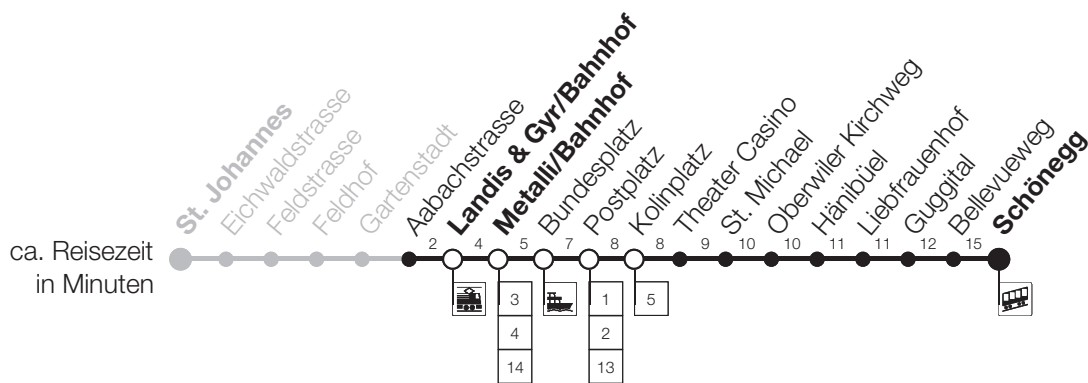 St. Johannes
Eichwaldstrasse
Feldstrasse
Feldhof
Gartenstadt
Aabachstrasse
Landis & Gyr/Bahnhof
Metalli/Bahnhof
Bundesplatz
Postplatz
Kolinplatz
Theater Casino
St. Michael
Oberwiler Kirchweg
Hänibüel
Liebfrauenhof
Guggital
Bellevueweg
Schönegg
ca. Reisezeit
in Minuten
2 4 5 7 8 8 9 10 10 11 11 12 15
3 1 5
4 2
14 13